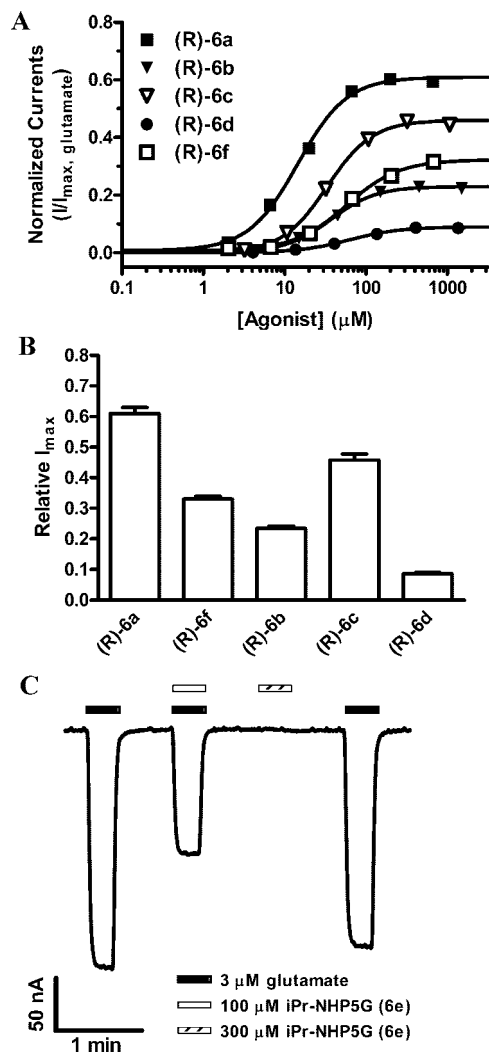 A
(R)-6a
(R)-6b
(R)-6c
(R)-6d
(R)-6f
Normalized Currents
(I/Imax, glutamate)
0.8
0.6
0.4
0.2
0.0
0.1 1 10 100 1000
[Agonist] (μM)
B
Relative Imax
0.8
0.7
0.6
0.5
0.4
0.3
0.2
0.1
0.0
(R)-6a (R)-6f (R)-6b (R)-6c (R)-6d
C
50 nA
1 min
3 μM glutamate
100 μM iPr-NHP5G (6e)
300 μM iPr-NHP5G (6e)